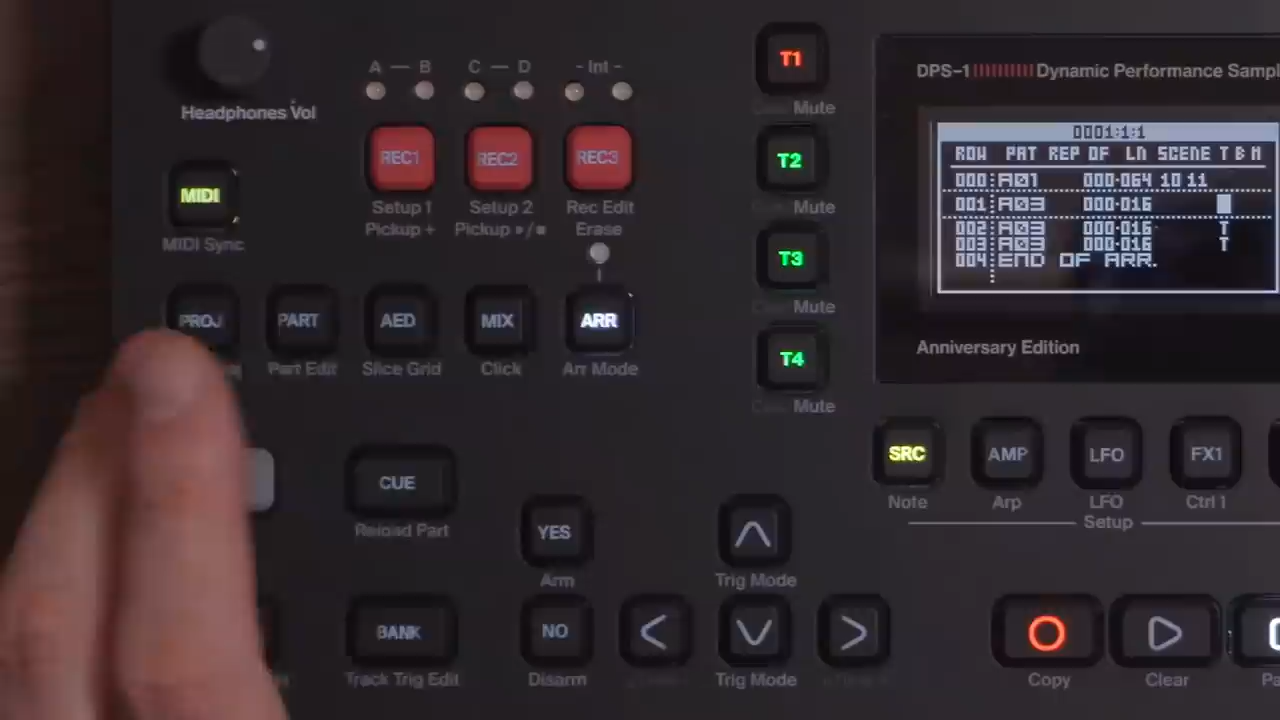 Headphones Vol
A B C D - Int -
REC1 REC2 REC3
Setup 1 Setup 2 Rec Edit
Pickup + Pickup ▸/■ Erase
MIDI
MIDI Sync
PROJ PART AED MIX ARR
Part Edit Slice Grid Click Arr Mode
CUE
Reload Part
YES
Arm
BANK
Track Trig Edit
NO
Disarm
Trig Mode
Trig Mode
T1
Mute
T2
Mute
T3
Mute
T4
Mute
DPS-1 Dynamic Performance Sampl
0001:1:1
ROW PAT REP OF LN SCENE T B M
000 A01 000·064 10 11
001 A03 000·016
002 A03 000·016 T
003 A03 000·016 T
004 END OF ARR.
Anniversary Edition
SRC AMP LFO FX1
Note Arp LFO Ctrl 1
Setup
Copy Clear Pa